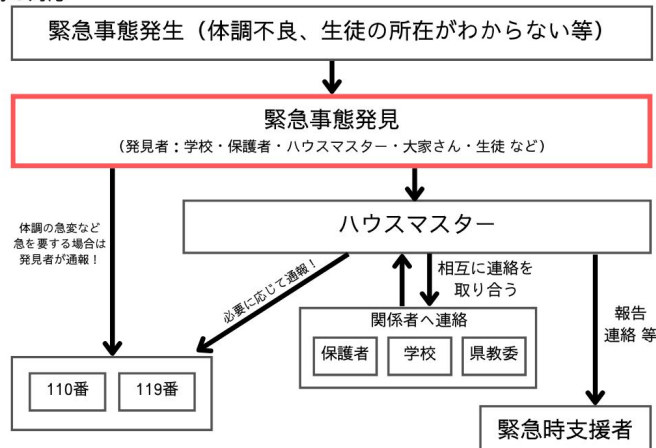 緊急事態発生（体調不良、生徒の所在がわからない等）
緊急事態発見
（発見者：学校・保護者・ハウスマスター・大家さん・生徒 など）
体調の急変など
急を要する場合は
発見者が通報！
ハウスマスター
必要に応じて通報！
相互に連絡を
取り合う
関係者へ連絡
保護者
学校
県教委
報告
連絡 等
110番
119番
緊急時支援者